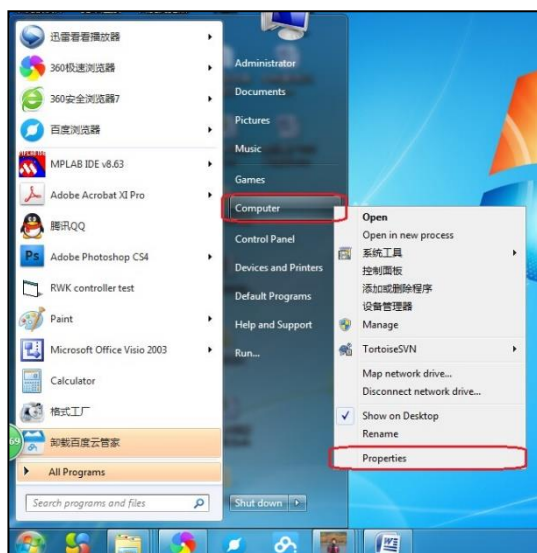 迅雷看看播放器
360极速浏览器
360安全浏览器7
百度浏览器
MPLAB IDE v8.63
Adobe Acrobat XI Pro
腾讯QQ
Adobe Photoshop CS4
RWK controller test
Paint
Microsoft Office Visio 2003
Calculator
格式工厂
69
卸载百度云管家
All Programs
Search programs and files
Administrator
Documents
Pictures
Music
Games
Computer
Control Panel
Devices and Printers
Default Programs
Help and Support
Run...
Shut down
Open
Open in new process
系统工具
控制面板
添加或删除程序
设备管理器
Manage
TortoiseSVN
Map network drive...
Disconnect network drive...
Show on Desktop
Rename
Properties